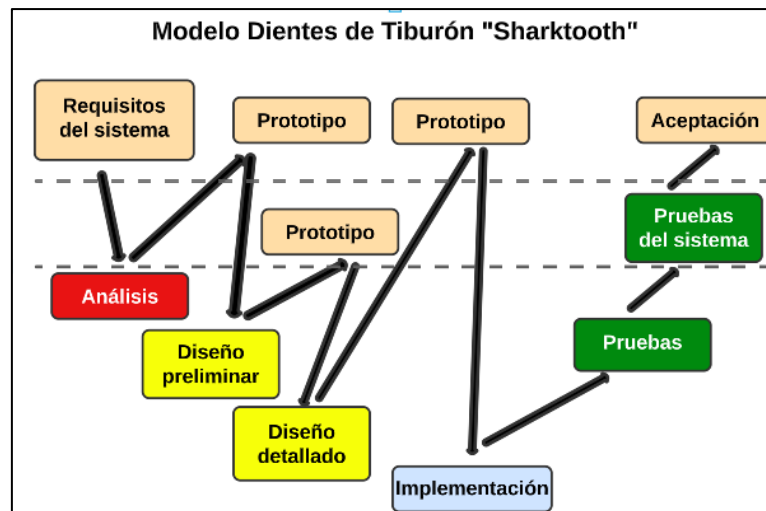 Modelo Dientes de Tiburón "Sharktooth"
Requisitos
del sistema
Prototipo
Prototipo
Aceptación
Prototipo
Pruebas
del sistema
Análisis
Diseño
preliminar
Pruebas
Diseño
detallado
Implementación